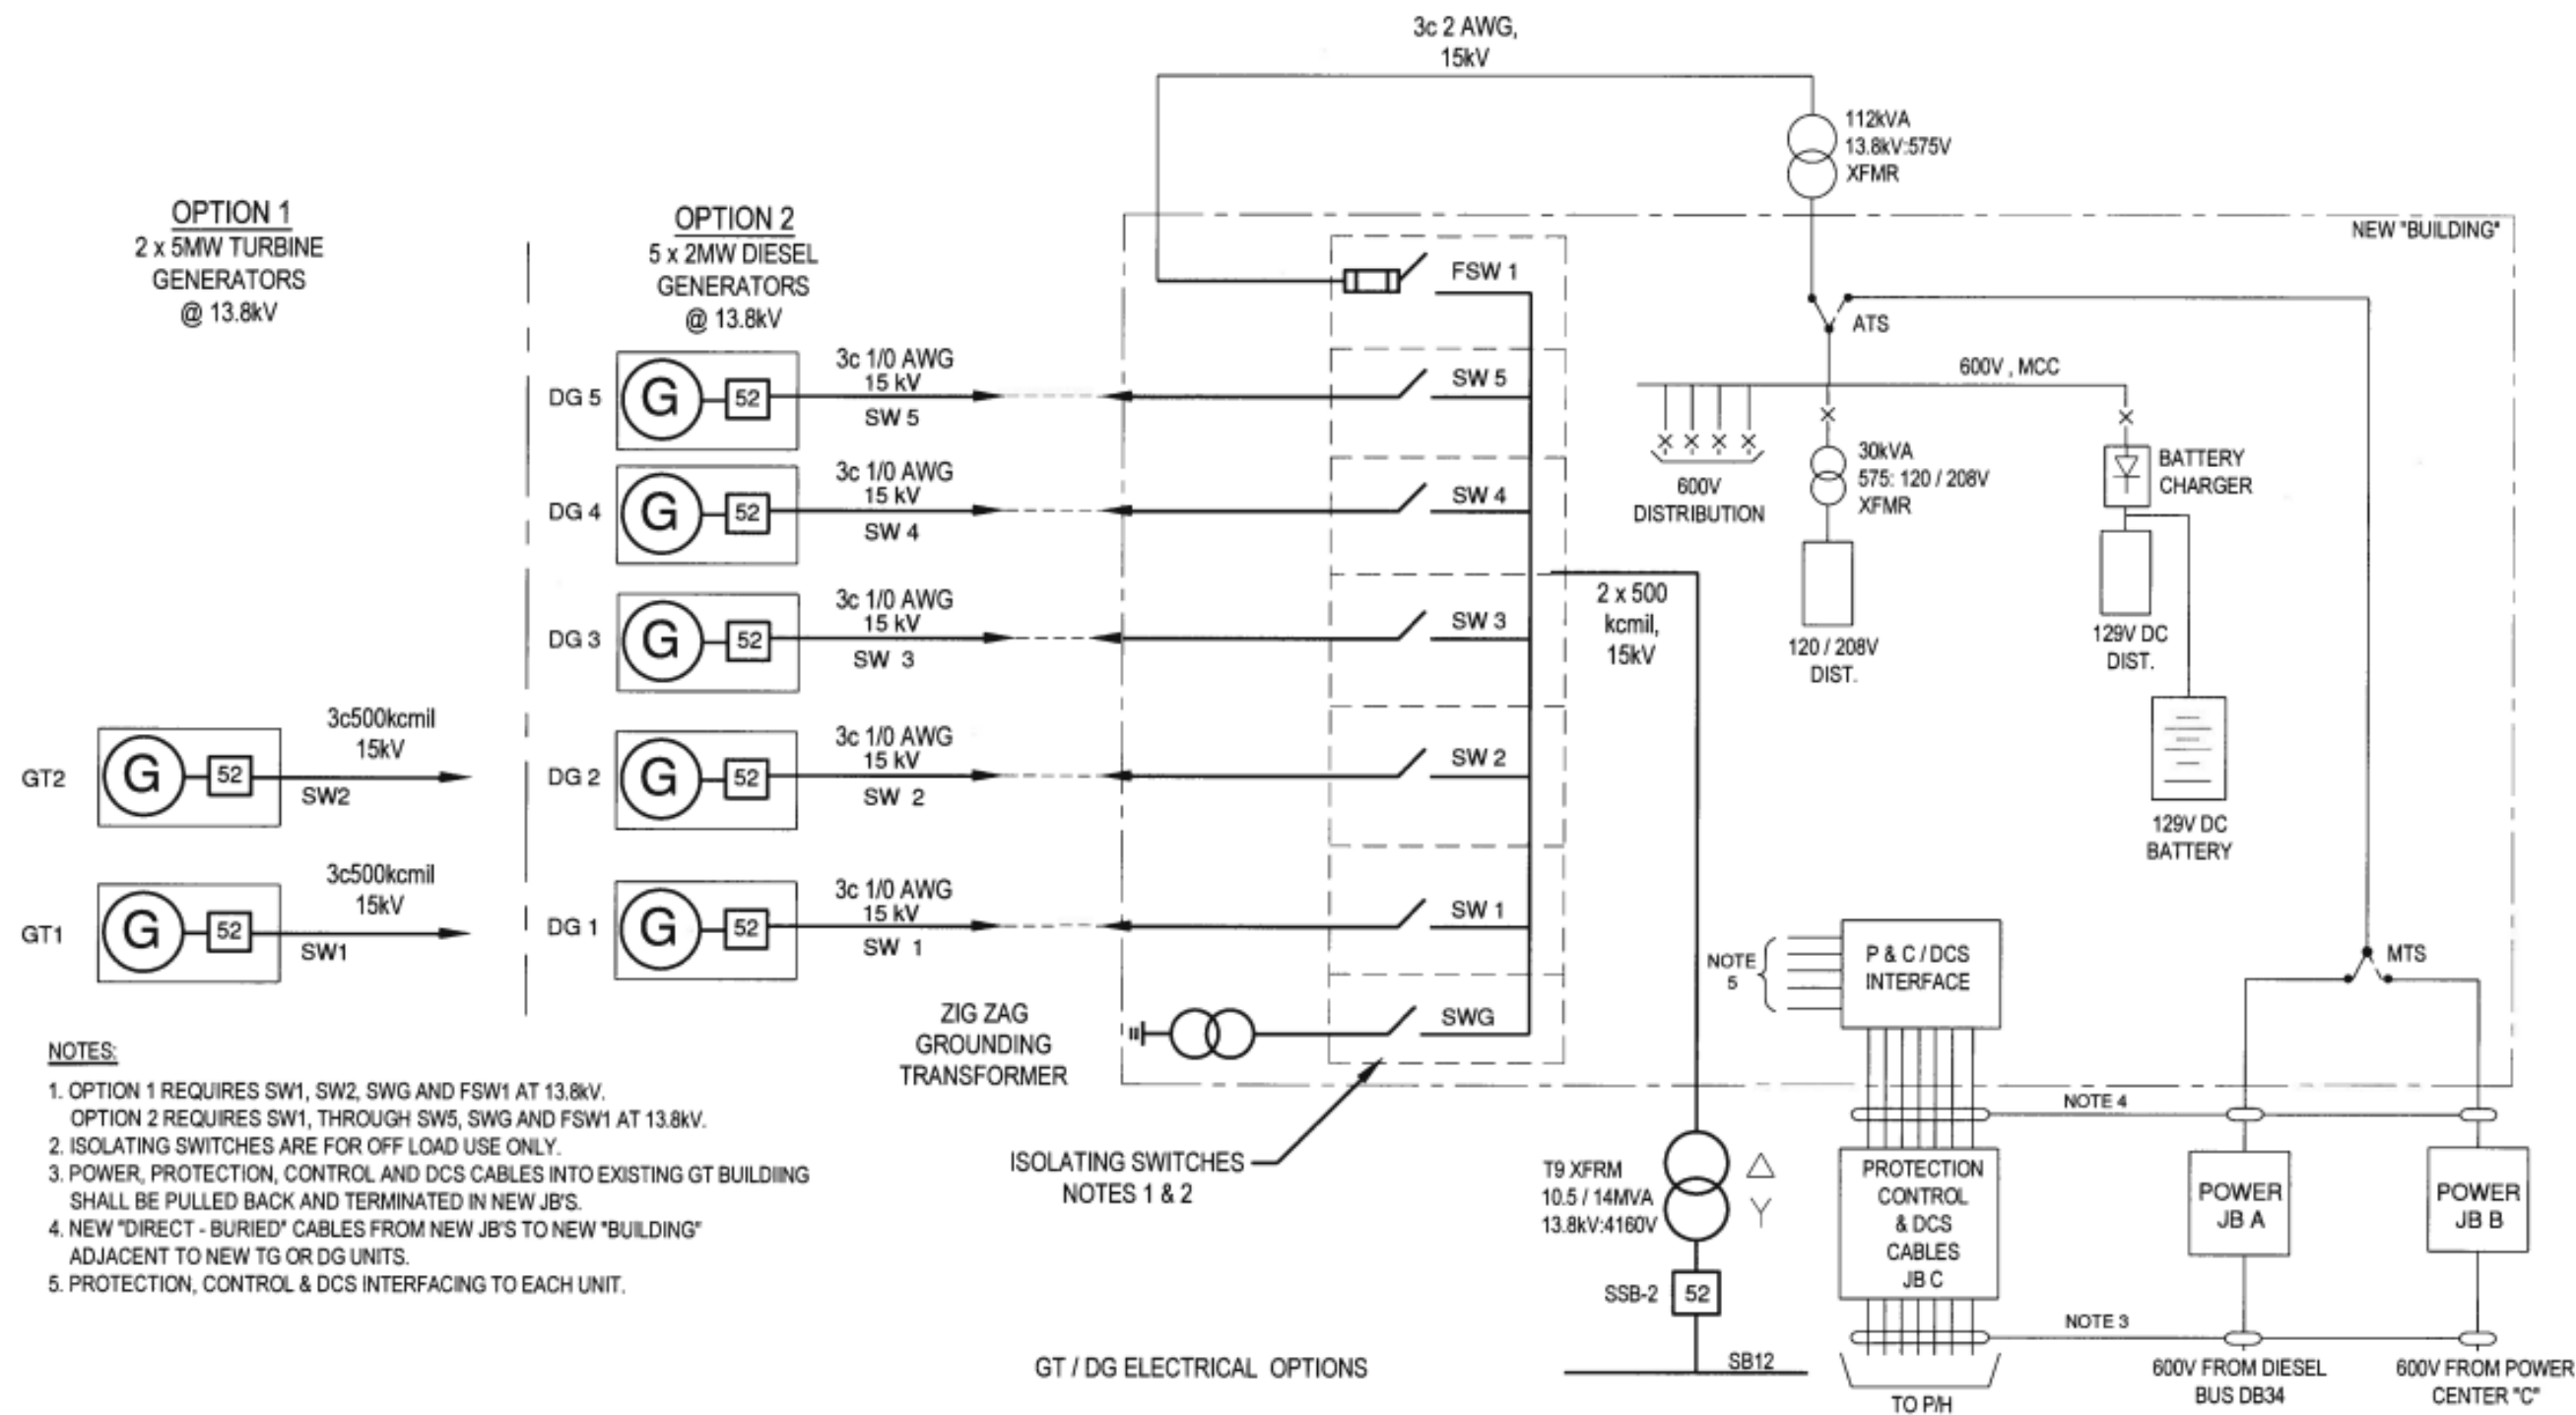 3c 2 AWG,
15kV
112kVA
13.8kV:575V
XFMR
OPTION 1
2 x 5MW TURBINE
GENERATORS
@ 13.8kV
OPTION 2
5 x 2MW DIESEL
GENERATORS
@ 13.8kV
NEW "BUILDING"
FSW 1
ATS
600V , MCC
DG 5
G
52
3c 1/0 AWG
15 kV
SW 5
SW 5
DG 4
G
52
3c 1/0 AWG
15 kV
SW 4
SW 4
600V
DISTRIBUTION
30kVA
575: 120 / 208V
XFMR
BATTERY
CHARGER
DG 3
G
52
3c 1/0 AWG
15 kV
SW 3
SW 3
2 x 500
kcmil,
15kV
120 / 208V
DIST.
129V DC
DIST.
GT2
G
52
3c500kcmil
15kV
SW2
DG 2
G
52
3c 1/0 AWG
15 kV
SW 2
SW 2
129V DC
BATTERY
GT1
G
52
3c500kcmil
15kV
SW1
DG 1
G
52
3c 1/0 AWG
15 kV
SW 1
SW 1
NOTE
5
P & C / DCS
INTERFACE
MTS
ZIG ZAG
GROUNDING
TRANSFORMER
SWG
NOTES:
1. OPTION 1 REQUIRES SW1, SW2, SWG AND FSW1 AT 13.8kV.
OPTION 2 REQUIRES SW1, THROUGH SW5, SWG AND FSW1 AT 13.8kV.
2. ISOLATING SWITCHES ARE FOR OFF LOAD USE ONLY.
3. POWER, PROTECTION, CONTROL AND DCS CABLES INTO EXISTING GT BUILDIING
SHALL BE PULLED BACK AND TERMINATED IN NEW JB'S.
4. NEW "DIRECT - BURIED" CABLES FROM NEW JB'S TO NEW "BUILDING"
ADJACENT TO NEW TG OR DG UNITS.
5. PROTECTION, CONTROL & DCS INTERFACING TO EACH UNIT.
ISOLATING SWITCHES
NOTES 1 & 2
NOTE 4
T9 XFRM
10.5 / 14MVA
13.8kV:4160V
PROTECTION
CONTROL
& DCS
CABLES
JB C
POWER
JB A
POWER
JB B
SSB-2
52
NOTE 3
SB12
GT / DG ELECTRICAL OPTIONS
TO P/H
600V FROM DIESEL
BUS DB34
600V FROM POWER
CENTER "C"